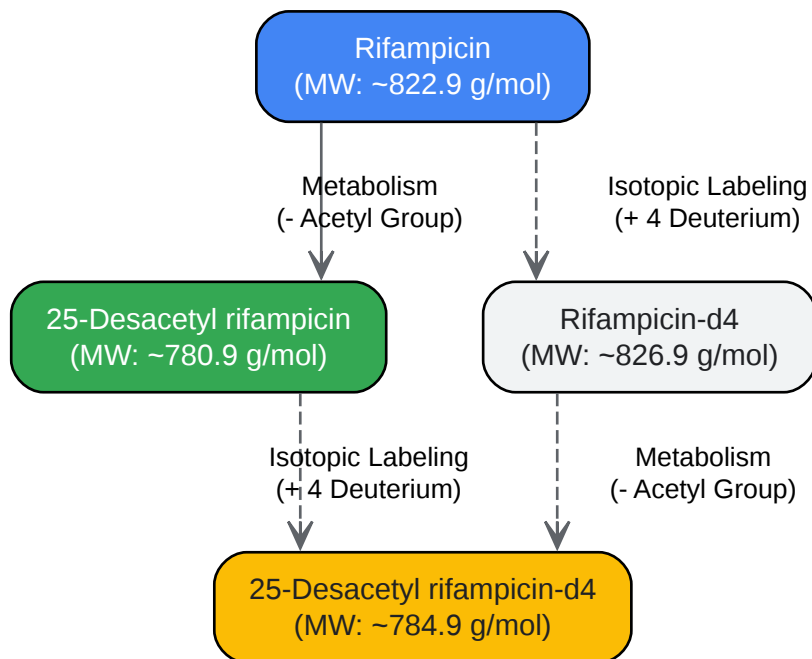 Rifampicin
(MW: ~822.9 g/mol)
Metabolism
(- Acetyl Group)
Isotopic Labeling
(+ 4 Deuterium)
25-Desacetyl rifampicin
(MW: ~780.9 g/mol)
Rifampicin-d4
(MW: ~826.9 g/mol)
Isotopic Labeling
(+ 4 Deuterium)
Metabolism
(- Acetyl Group)
25-Desacetyl rifampicin-d4
(MW: ~784.9 g/mol)